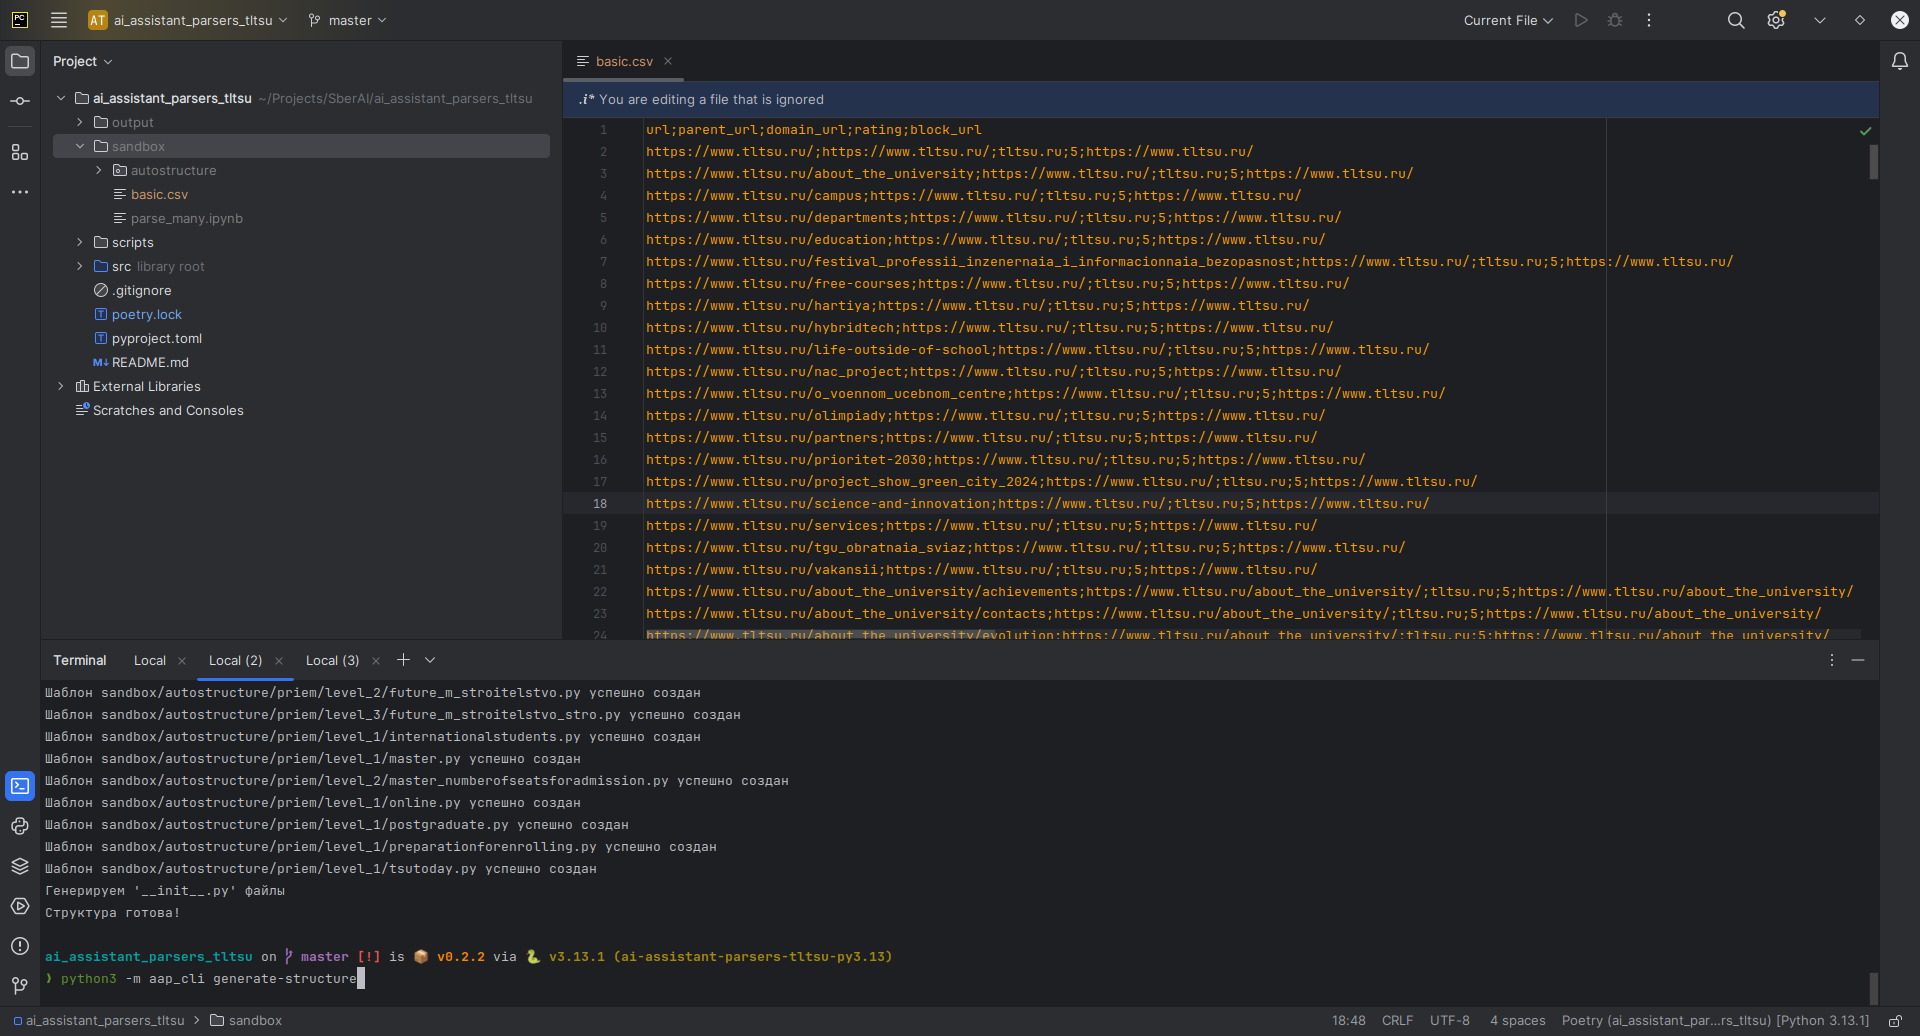 PC
AT ai_assistant_parsers_tltsu master Current File
Project
ai_assistant_parsers_tltsu ~/Projects/SberAI/ai_assistant_parsers_tltsu
output
sandbox
autostructure
basic.csv
parse_many.ipynb
scripts
src library root
.gitignore
poetry.lock
pyproject.toml
README.md
External Libraries
Scratches and Consoles
basic.csv
.i* You are editing a file that is ignored
1 url;parent_url;domain_url;rating;block_url
2 https://www.tltsu.ru/;https://www.tltsu.ru/;tltsu.ru;5;https://www.tltsu.ru/
3 https://www.tltsu.ru/about_the_university;https://www.tltsu.ru/;tltsu.ru;5;https://www.tltsu.ru/
4 https://www.tltsu.ru/campus;https://www.tltsu.ru/;tltsu.ru;5;https://www.tltsu.ru/
5 https://www.tltsu.ru/departments;https://www.tltsu.ru/;tltsu.ru;5;https://www.tltsu.ru/
6 https://www.tltsu.ru/education;https://www.tltsu.ru/;tltsu.ru;5;https://www.tltsu.ru/
7 https://www.tltsu.ru/festival_professii_inzenernaia_i_informacionnaia_bezopasnost;https://www.tltsu.ru/;tltsu.ru;5;https://www.tltsu.ru/
8 https://www.tltsu.ru/free-courses;https://www.tltsu.ru/;tltsu.ru;5;https://www.tltsu.ru/
9 https://www.tltsu.ru/hartiya;https://www.tltsu.ru/;tltsu.ru;5;https://www.tltsu.ru/
10 https://www.tltsu.ru/hybridtech;https://www.tltsu.ru/;tltsu.ru;5;https://www.tltsu.ru/
11 https://www.tltsu.ru/life-outside-of-school;https://www.tltsu.ru/;tltsu.ru;5;https://www.tltsu.ru/
12 https://www.tltsu.ru/nac_project;https://www.tltsu.ru/;tltsu.ru;5;https://www.tltsu.ru/
13 https://www.tltsu.ru/o_voennom_ucebnom_centre;https://www.tltsu.ru/;tltsu.ru;5;https://www.tltsu.ru/
14 https://www.tltsu.ru/olimpiady;https://www.tltsu.ru/;tltsu.ru;5;https://www.tltsu.ru/
15 https://www.tltsu.ru/partners;https://www.tltsu.ru/;tltsu.ru;5;https://www.tltsu.ru/
16 https://www.tltsu.ru/prioritet-2030;https://www.tltsu.ru/;tltsu.ru;5;https://www.tltsu.ru/
17 https://www.tltsu.ru/project_show_green_city_2024;https://www.tltsu.ru/;tltsu.ru;5;https://www.tltsu.ru/
18 https://www.tltsu.ru/science-and-innovation;https://www.tltsu.ru/;tltsu.ru;5;https://www.tltsu.ru/
19 https://www.tltsu.ru/services;https://www.tltsu.ru/;tltsu.ru;5;https://www.tltsu.ru/
20 https://www.tltsu.ru/tgu_obratnaia_sviaz;https://www.tltsu.ru/;tltsu.ru;5;https://www.tltsu.ru/
21 https://www.tltsu.ru/vakansii;https://www.tltsu.ru/;tltsu.ru;5;https://www.tltsu.ru/
22 https://www.tltsu.ru/about_the_university/achievements;https://www.tltsu.ru/about_the_university/;tltsu.ru;5;https://www.tltsu.ru/about_the_university/
23 https://www.tltsu.ru/about_the_university/contacts;https://www.tltsu.ru/about_the_university/;tltsu.ru;5;https://www.tltsu.ru/about_the_university/
24 https://www.tltsu.ru/about_the_university/evolution;https://www.tltsu.ru/about_the_university/;tltsu.ru;5;https://www.tltsu.ru/about_the_university/
Terminal Local Local (2) Local (3)
Шаблон sandbox/autostructure/priem/level_2/future_m_stroitelstvo.py успешно создан
Шаблон sandbox/autostructure/priem/level_3/future_m_stroitelstvo_stro.py успешно создан
Шаблон sandbox/autostructure/priem/level_1/internationalstudents.py успешно создан
Шаблон sandbox/autostructure/priem/level_1/master.py успешно создан
Шаблон sandbox/autostructure/priem/level_2/master_numberofseatsforadmission.py успешно создан
Шаблон sandbox/autostructure/priem/level_1/online.py успешно создан
Шаблон sandbox/autostructure/priem/level_1/postgraduate.py успешно создан
Шаблон sandbox/autostructure/priem/level_1/preparationforenrolling.py успешно создан
Шаблон sandbox/autostructure/priem/level_1/tsutoday.py успешно создан
Генерируем '__init__.py' файлы
Структура готова!
ai_assistant_parsers_tltsu on master [!] is 📦 v0.2.2 via 🐍 v3.13.1 (ai-assistant-parsers-tltsu-py3.13)
❯ python3 -m aap_cli generate-structure
ai_assistant_parsers_tltsu > sandbox 18:48 CRLF UTF-8 4 spaces Poetry (ai_assistant_par...rs_tltsu) [Python 3.13.1]